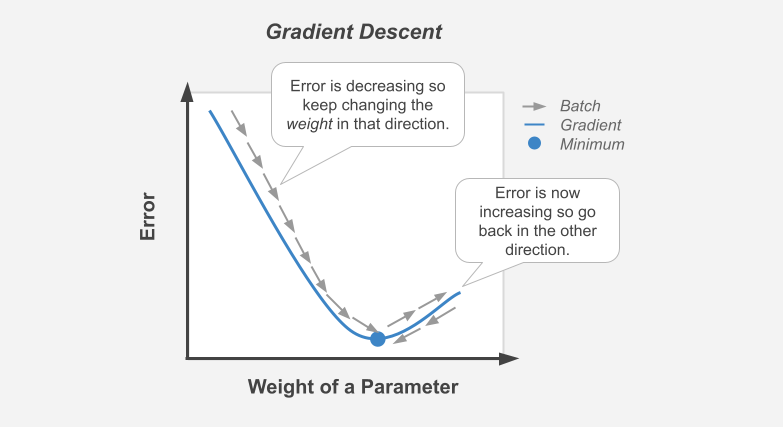 Gradient Descent
Error is decreasing so
keep changing the
weight in that direction.
Batch
Gradient
Minimum
Error is now
increasing so go
back in the other
direction.
Error
Weight of a Parameter